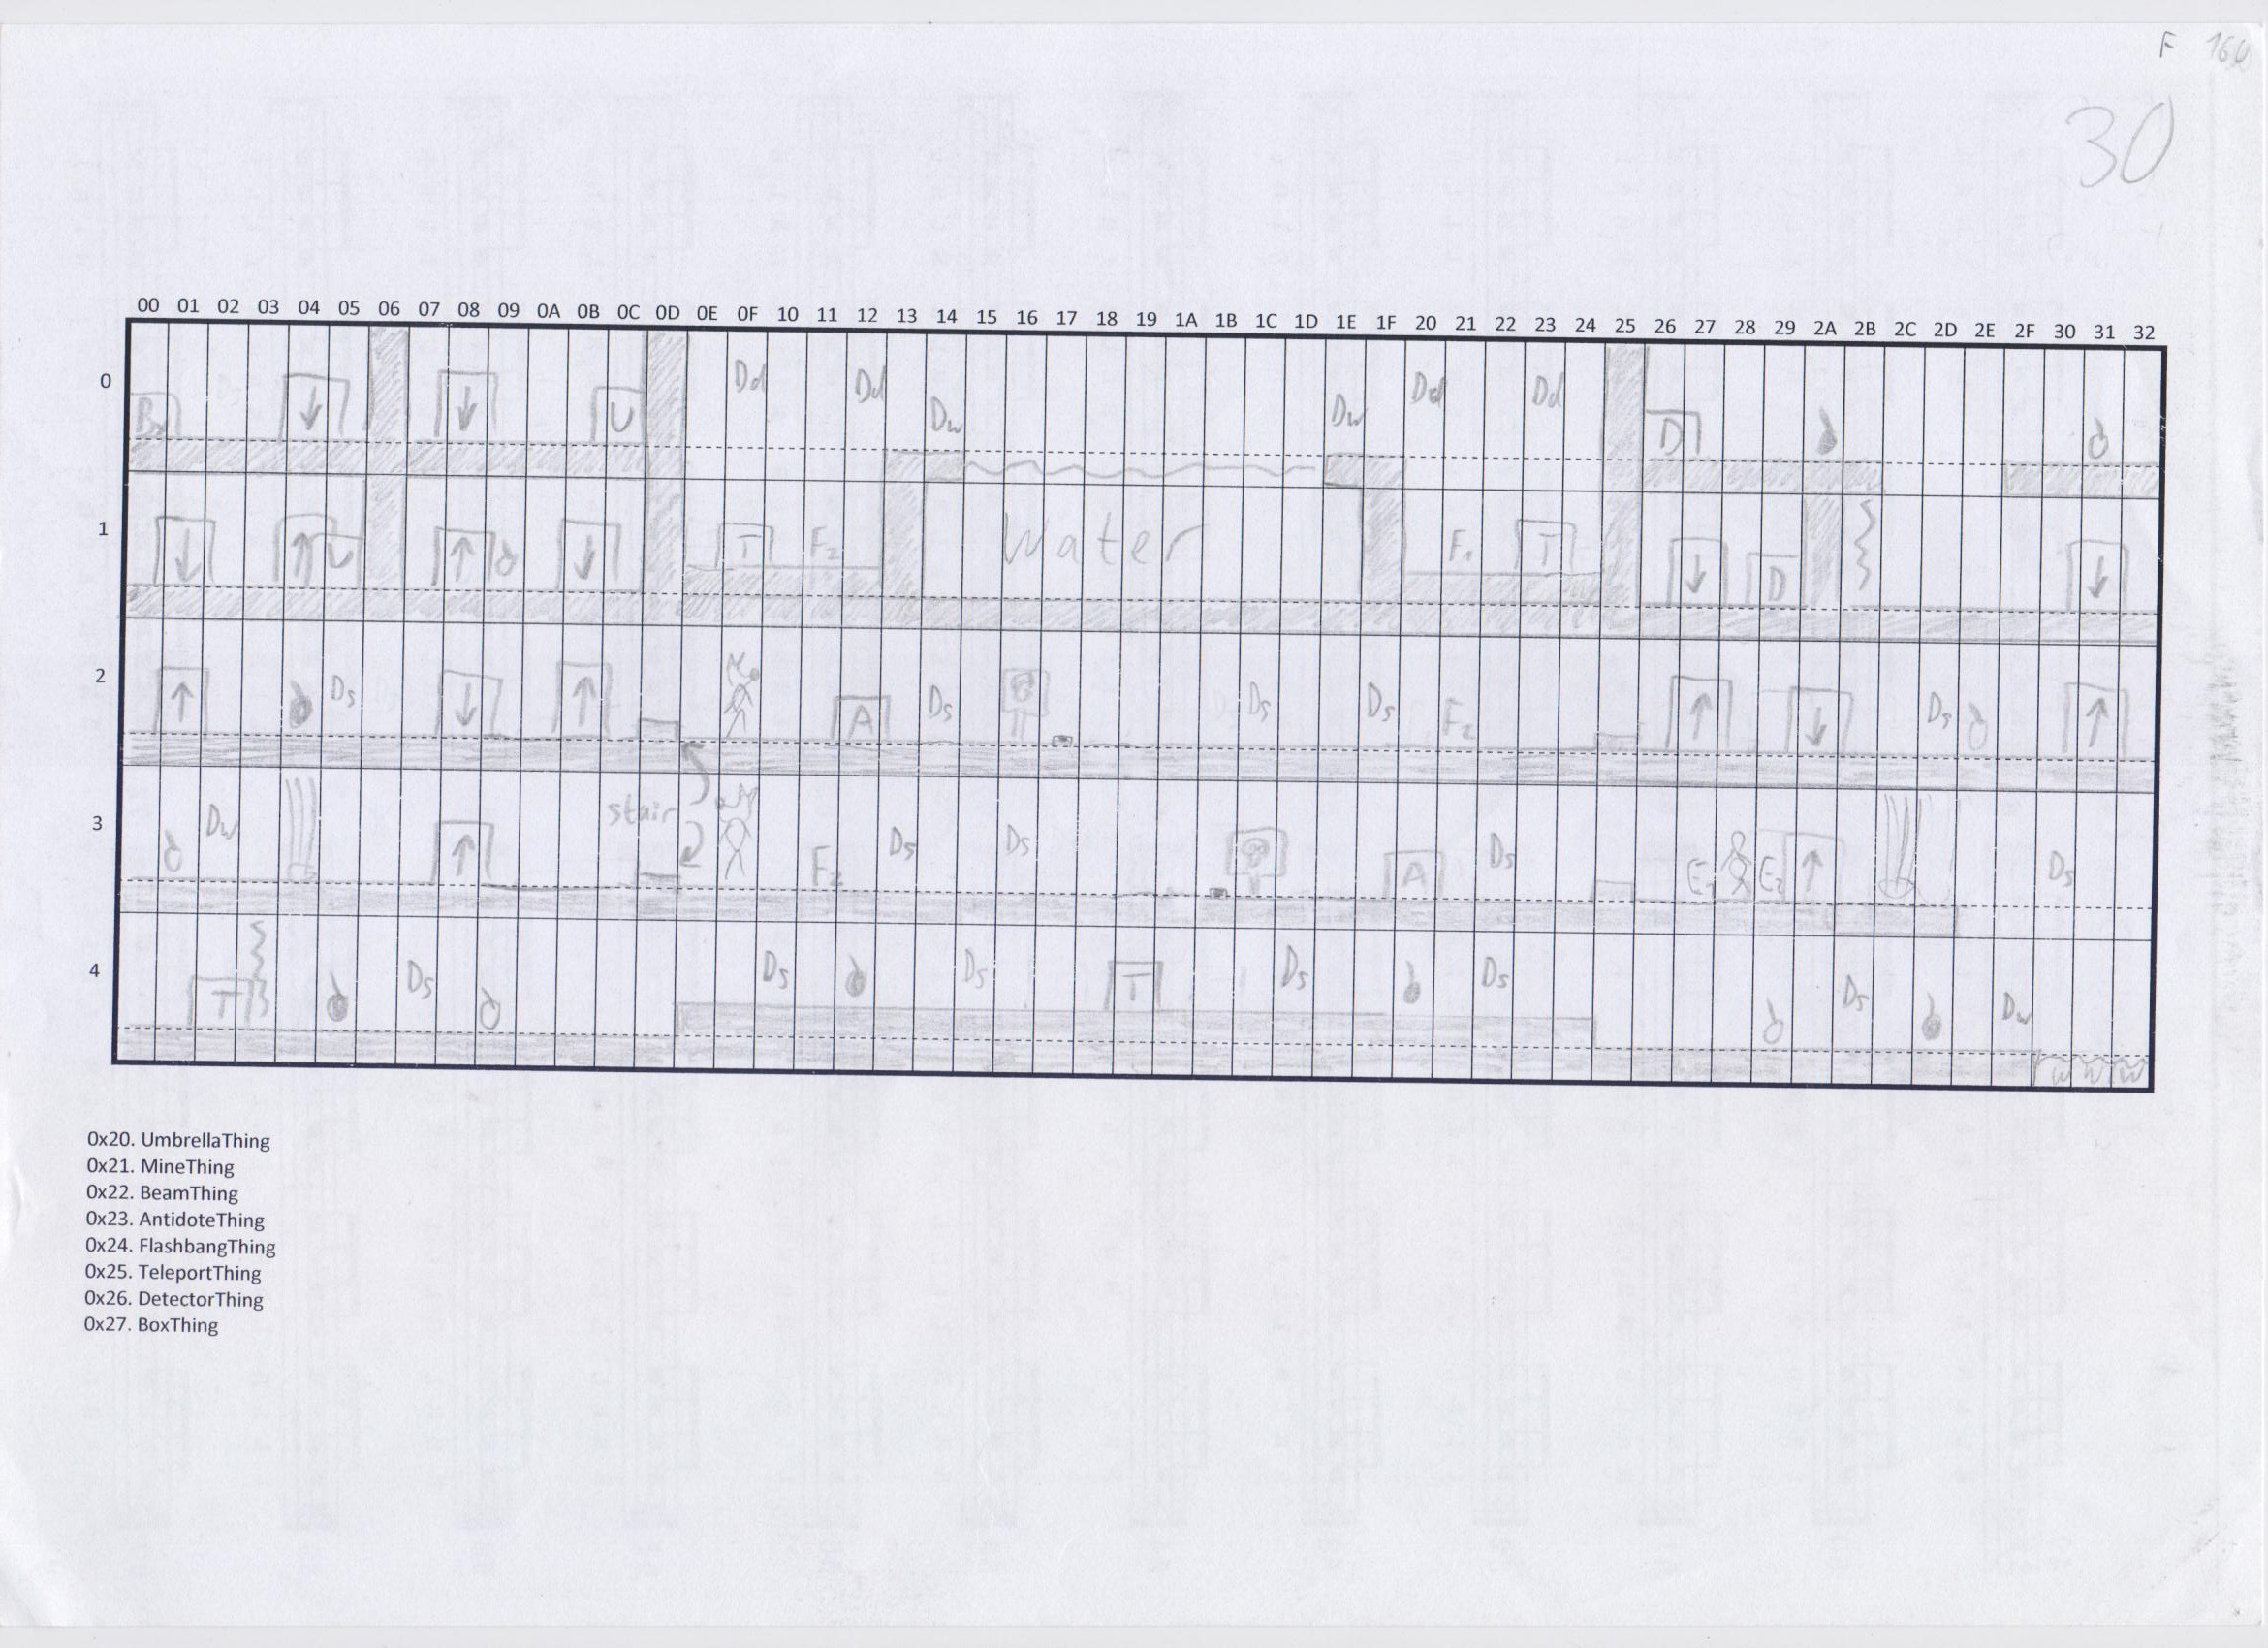 F 160
30
00 01 02 03 04 05 06 07 08 09 0A 0B 0C 0D 0E 0F 10 11 12 13 14 15 16 17 18 19 1A 1B 1C 1D 1E 1F 20 21 22 23 24 25 26 27 28 29 2A 2B 2C 2D 2E 2F 30 31 32
0 U Dd Dd Dw Dw Dd Dd D
1 U T F2 Water F1 T D
2 Ds A Ds Ds Ds F2 Ds
stair
3 Dw F2 Ds Ds A Ds E1 E2 Ds
4 T Ds Ds Ds T Ds Ds Ds Dw
w w w
0x20. UmbrellaThing
0x21. MineThing
0x22. BeamThing
0x23. AntidoteThing
0x24. FlashbangThing
0x25. TeleportThing
0x26. DetectorThing
0x27. BoxThing